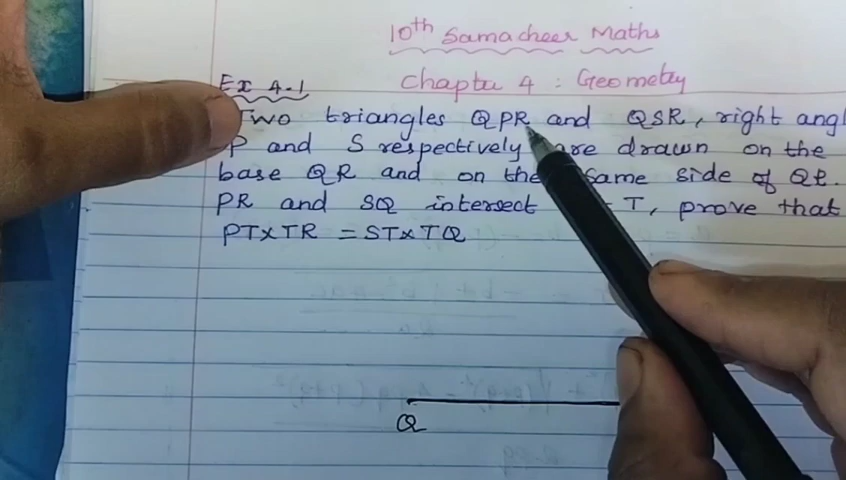 10th Samacheer Maths
Ex 4.1 Chapter 4 : Geometry
Two triangles QPR and QSR, right angl
P and S respectively are drawn on the
base QR and on the same side of QR.
PR and SQ intersect T, prove that
PT×TR = ST×TQ
Q